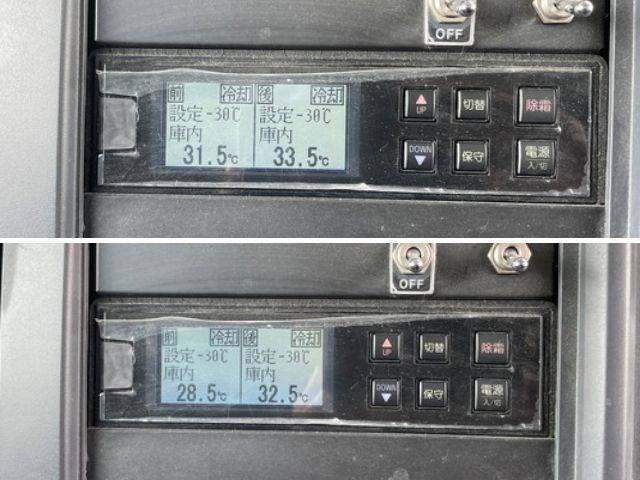 OFF
前 冷却 後 冷却
設定-30℃ 設定-30℃
庫内 庫内
31.5℃ 33.5℃
UP 切替 除霜
DOWN 保守 電源
入/切
OFF
前 冷却 後 冷却
設定-30℃ 設定-30℃
庫内 庫内
28.5℃ 32.5℃
UP 切替 除霜
DOWN 保守 電源
入/切